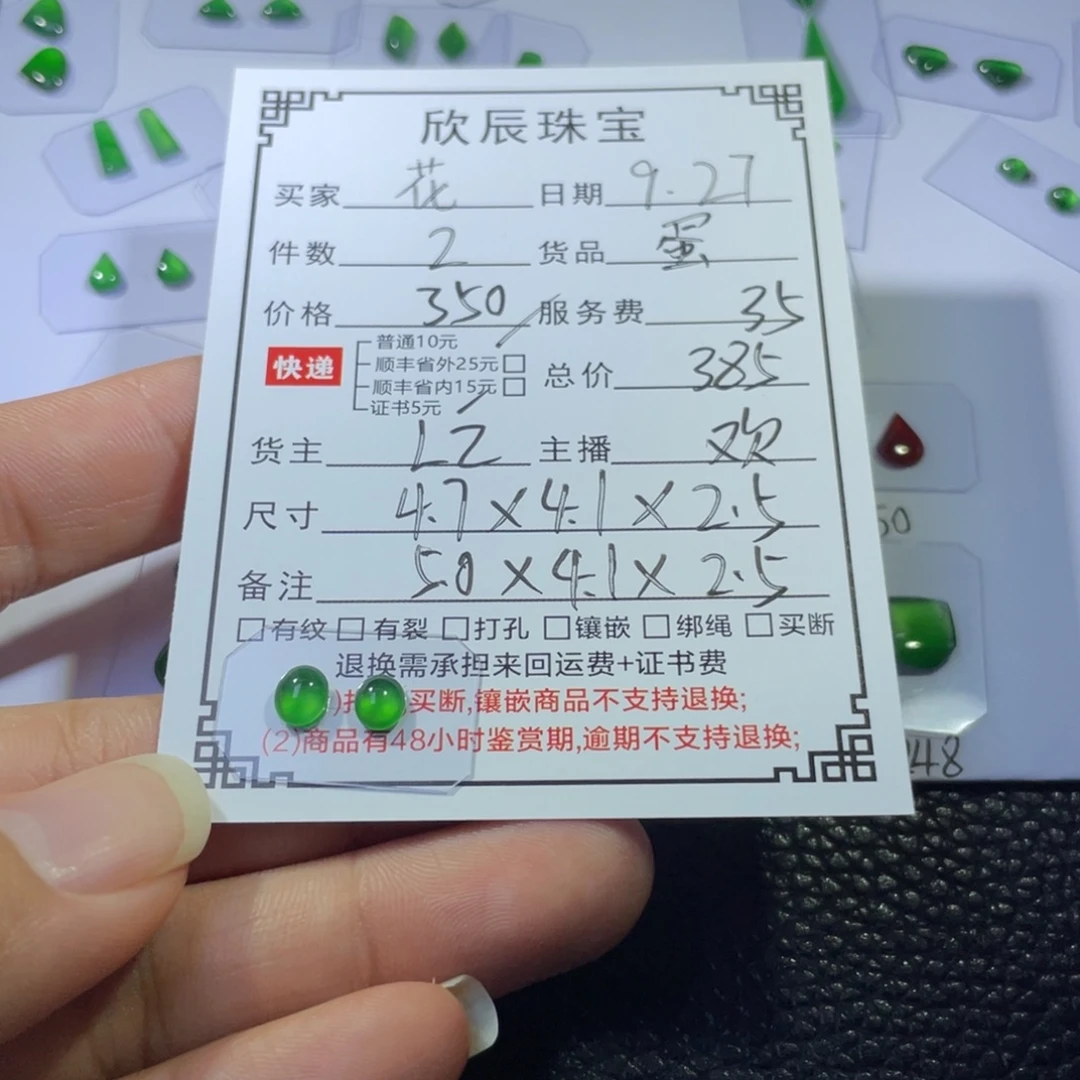 欣辰珠宝
买家 花 日期 9.27
件数 2 货品 蛋
价格 350 服务费 35
快递
普通10元
顺丰省外25元□
顺丰省内15元□
证书5元
总价 385
货主 LZ 主播 欢
尺寸 4.7×4.1×2.5
备注 5.0×4.1×2.5
□有纹 □有裂 □打孔 □镶嵌 □绑绳 □买断
退换需承担来回运费+证书费
买断,镶嵌商品不支持退换;
(2)商品有48小时鉴赏期,逾期不支持退换;
50
48